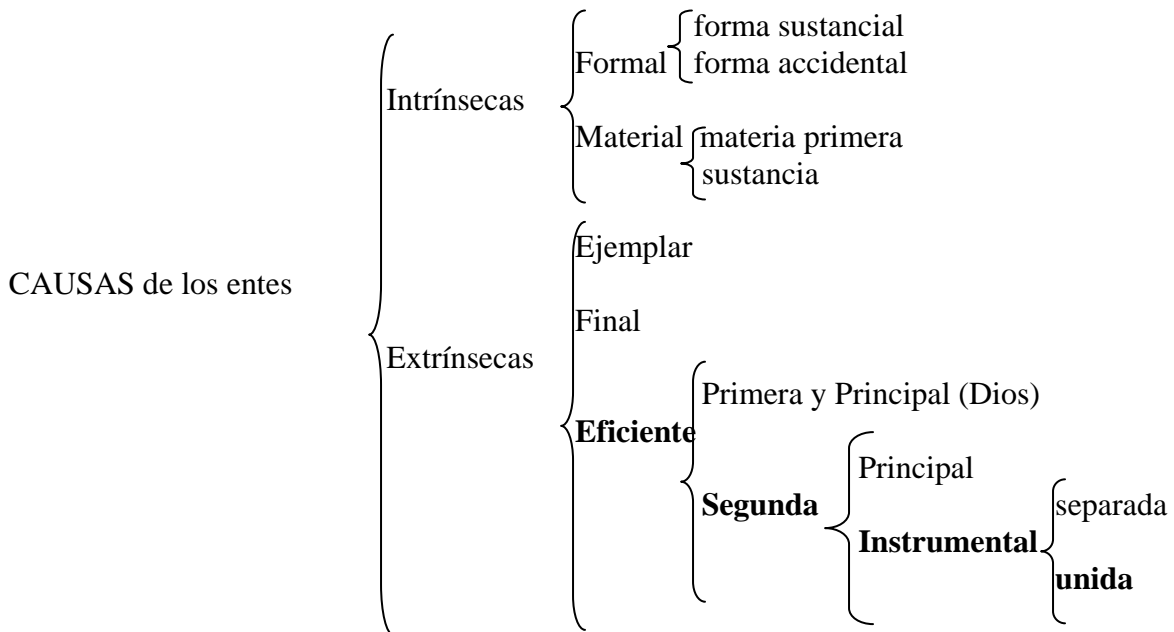 forma sustancial
Formal
forma accidental
Intrínsecas
Material
materia primera
sustancia
Ejemplar
CAUSAS de los entes
Final
Extrínsecas
Primera y Principal (Dios)
Eficiente
Principal
Segunda
separada
Instrumental
unida